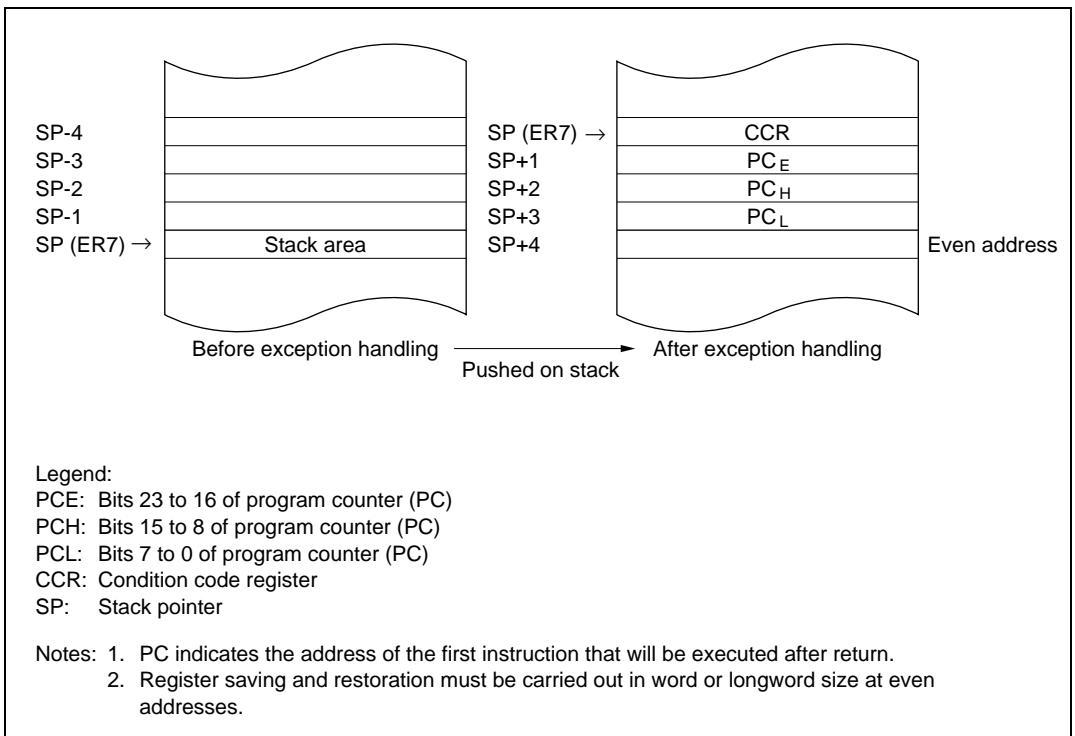 SP-4 SP (ER7) → CCR
SP-3 SP+1 PCE
SP-2 SP+2 PCH
SP-1 SP+3 PCL
SP (ER7) → Stack area SP+4 Even address
Before exception handling After exception handling
Pushed on stack
Legend:
PCE: Bits 23 to 16 of program counter (PC)
PCH: Bits 15 to 8 of program counter (PC)
PCL: Bits 7 to 0 of program counter (PC)
CCR: Condition code register
SP: Stack pointer
Notes: 1. PC indicates the address of the first instruction that will be executed after return.
2. Register saving and restoration must be carried out in word or longword size at even
addresses.